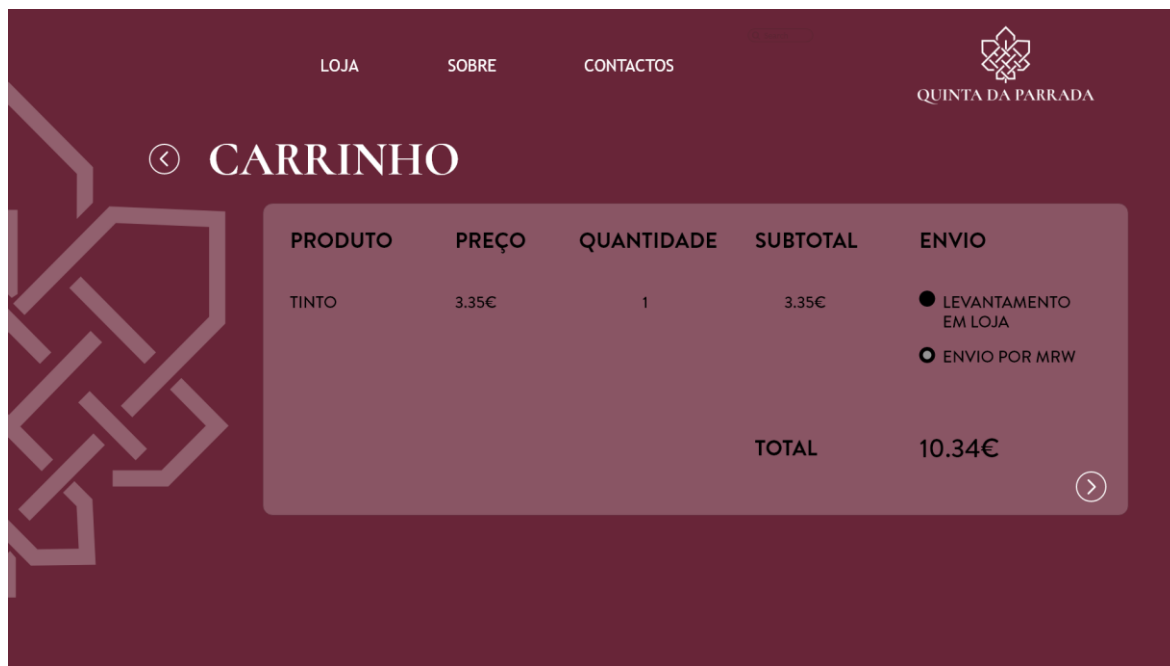 LOJA SOBRE CONTACTOS
QUINTA DA PARRADA
CARRINHO
PRODUTO PREÇO QUANTIDADE SUBTOTAL ENVIO
TINTO 3.35€ 1 3.35€ LEVANTAMENTO
EM LOJA
ENVIO POR MRW
TOTAL 10.34€